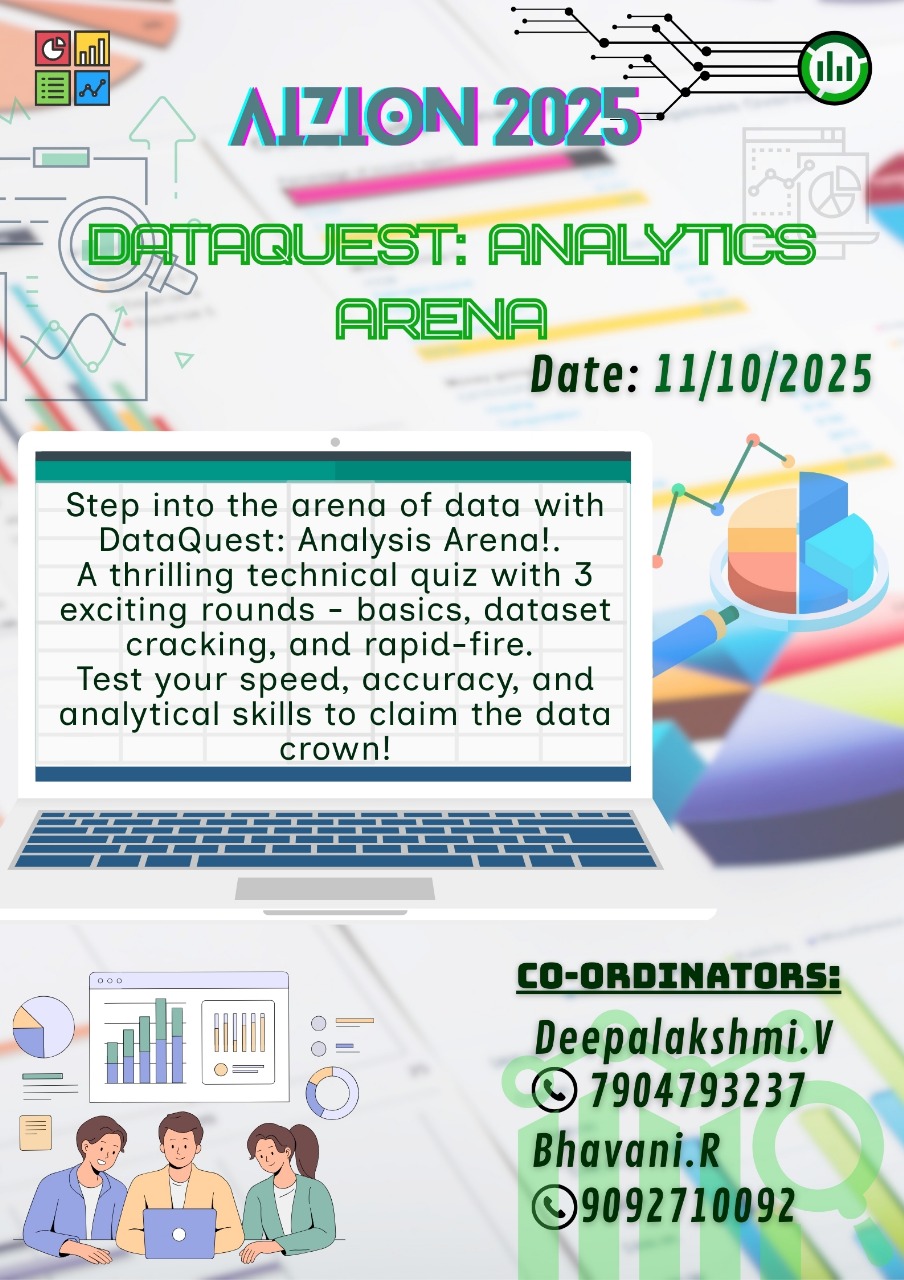 AIZION 2025
DATAQUEST: ANALYTICS
ARENA
Date: 11/10/2025
Step into the arena of data with
DataQuest: Analysis Arena!.
A thrilling technical quiz with 3
exciting rounds - basics, dataset
cracking, and rapid-fire.
Test your speed, accuracy, and
analytical skills to claim the data
crown!
CO-ORDINATORS:
Deepalakshmi.V
7904793237
Bhavani.R
9092710092